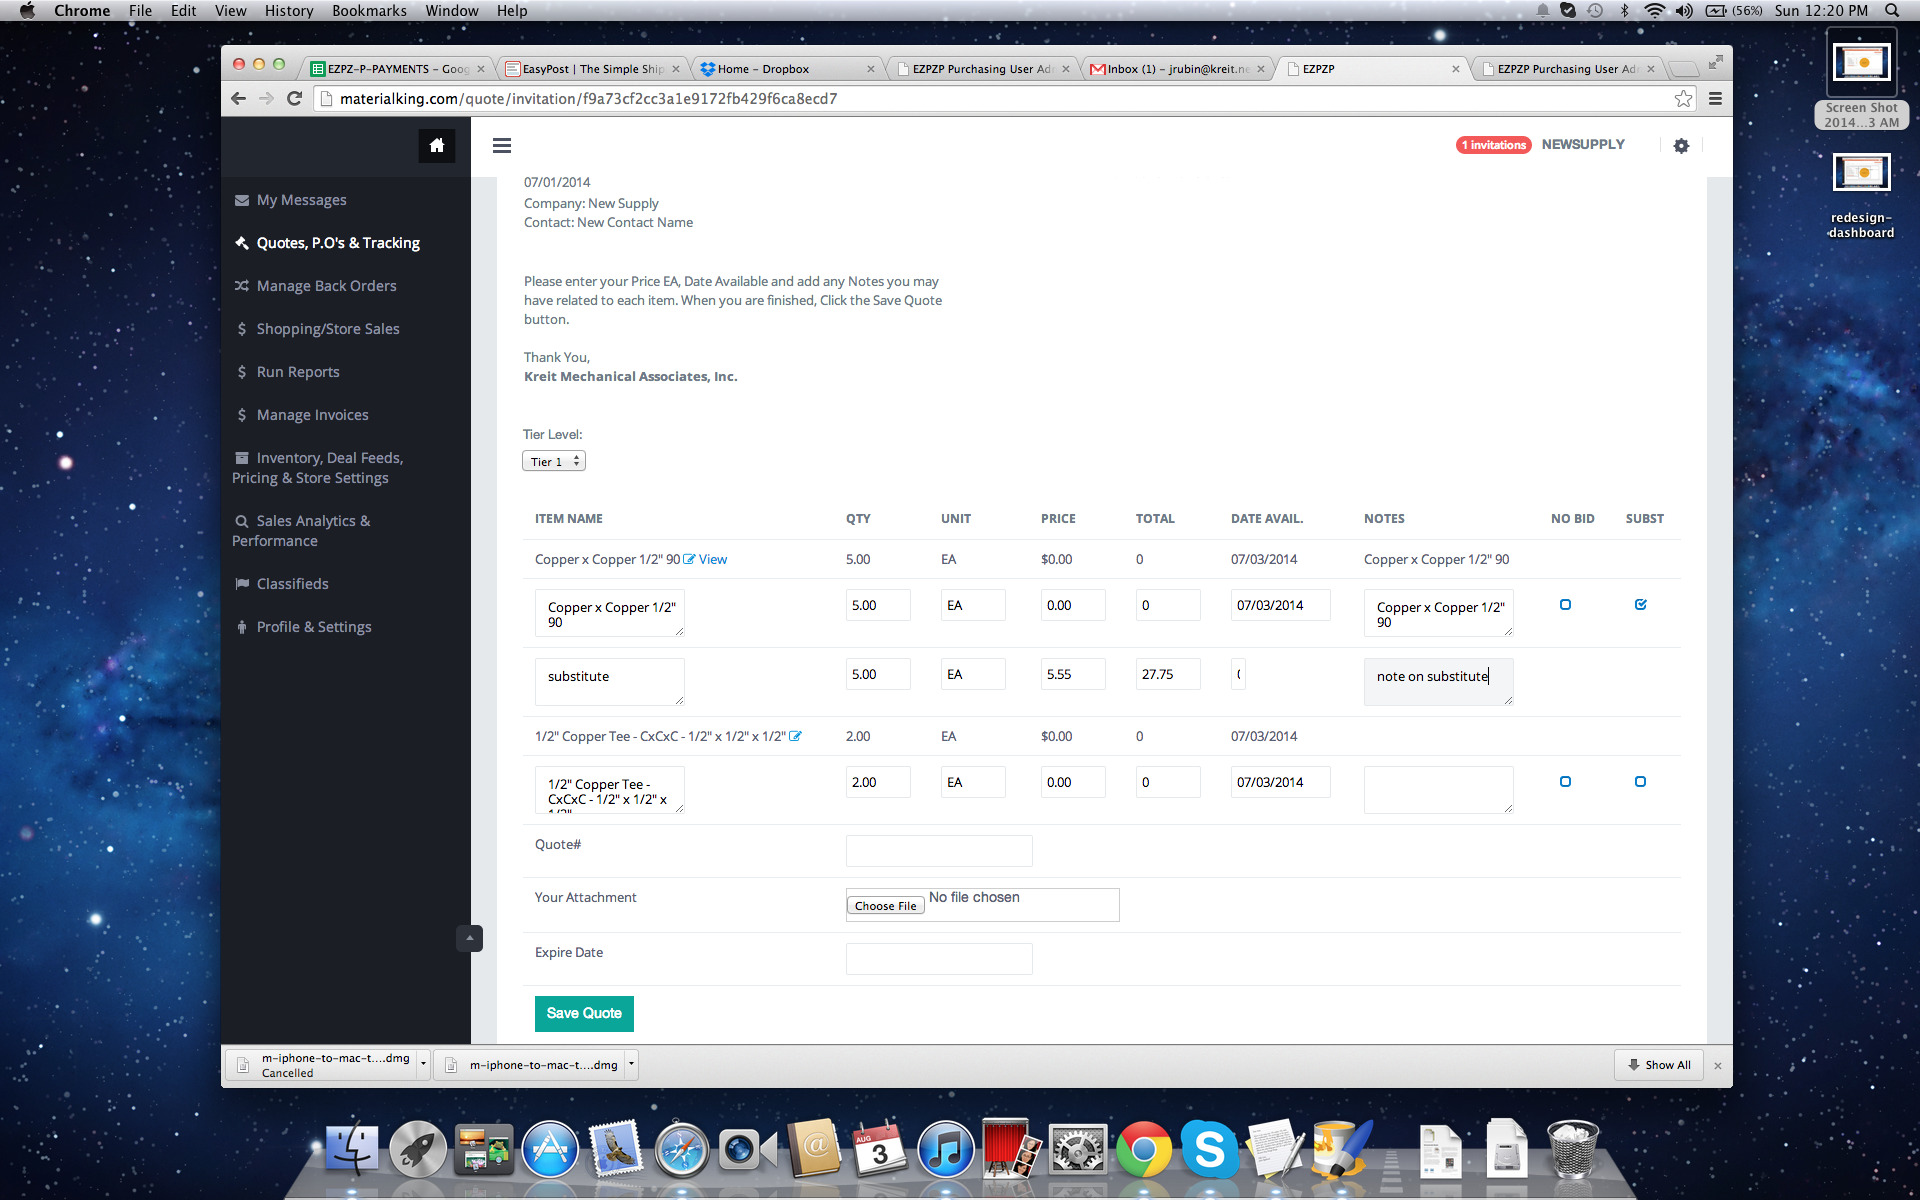 Chrome File Edit View History Bookmarks Window Help (56%) Sun 12:20 PM
EZPZ-P-PAYMENTS – Goog EasyPost | The Simple Ship Home – Dropbox EZPZP Purchasing User Adm Inbox (1) – jrubin@kreit.ne EZPZP EZPZP Purchasing User Adm
materialking.com/quote/invitation/f9a73cf2cc3a1e9172fb429f6ca8ecd7
Screen Shot
2014...3 AM
redesign-
dashboard
1 invitations NEWSUPPLY
My Messages
Quotes, P.O's & Tracking
Manage Back Orders
Shopping/Store Sales
Run Reports
Manage Invoices
Inventory, Deal Feeds,
Pricing & Store Settings
Sales Analytics &
Performance
Classifieds
Profile & Settings
07/01/2014
Company: New Supply
Contact: New Contact Name
Please enter your Price EA, Date Available and add any Notes you may
have related to each item. When you are finished, Click the Save Quote
button.
Thank You,
Kreit Mechanical Associates, Inc.
Tier Level:
Tier 1
ITEM NAME QTY UNIT PRICE TOTAL DATE AVAIL. NOTES NO BID SUBST
Copper x Copper 1/2" 90 View 5.00 EA $0.00 0 07/03/2014 Copper x Copper 1/2" 90
Copper x Copper 1/2" 5.00 EA 0.00 0 07/03/2014 Copper x Copper 1/2"
90 90
substitute 5.00 EA 5.55 27.75 note on substitute
1/2" Copper Tee - CxCxC - 1/2" x 1/2" x 1/2" 2.00 EA $0.00 0 07/03/2014
1/2" Copper Tee - 2.00 EA 0.00 0 07/03/2014
CxCxC - 1/2" x 1/2" x
1/2"
Quote#
Your Attachment Choose File No file chosen
Expire Date
Save Quote
m-iphone-to-mac-t....dmg
Cancelled
m-iphone-to-mac-t....dmg
Show All
AUG
3